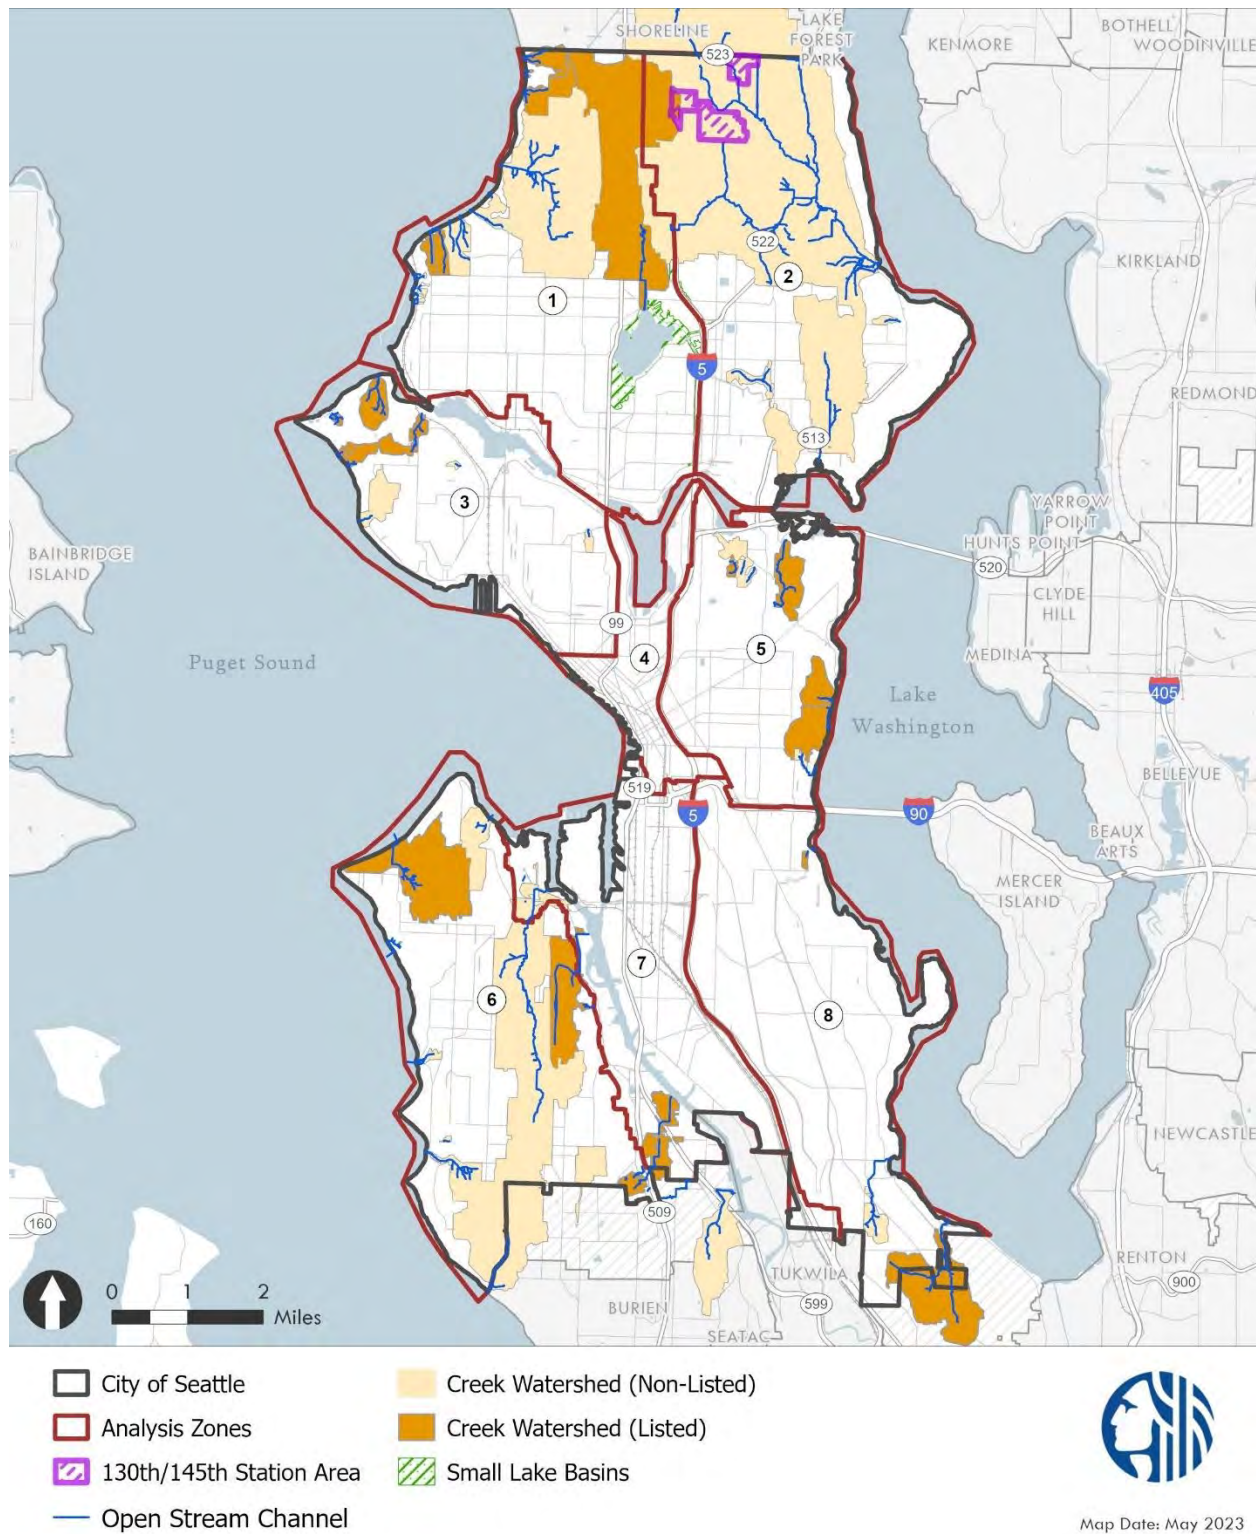 SHORELINE
LAKE
FOREST
PARK
BOTHELL
KENMORE
WOODINVILLE
523
522
KIRKLAND
2
1
5
REDMOND
513
3
YARROW
POINT
BAINBRIDGE
ISLAND
HUNTS POINT
520
CLYDE
HILL
99
4
5
MEDINA
Puget Sound
405
Lake
Washington
BELLEVUE
519
5
90
BEAUX
ARTS
MERCER
ISLAND
7
6
8
NEWCASTLE
160
509
RENTON
900
TUKWILA
599
BURIEN
SEATAC
0 1 2
Miles
City of Seattle
Analysis Zones
130th/145th Station Area
Open Stream Channel
Creek Watershed (Non-Listed)
Creek Watershed (Listed)
Small Lake Basins
Map Date: May 2023